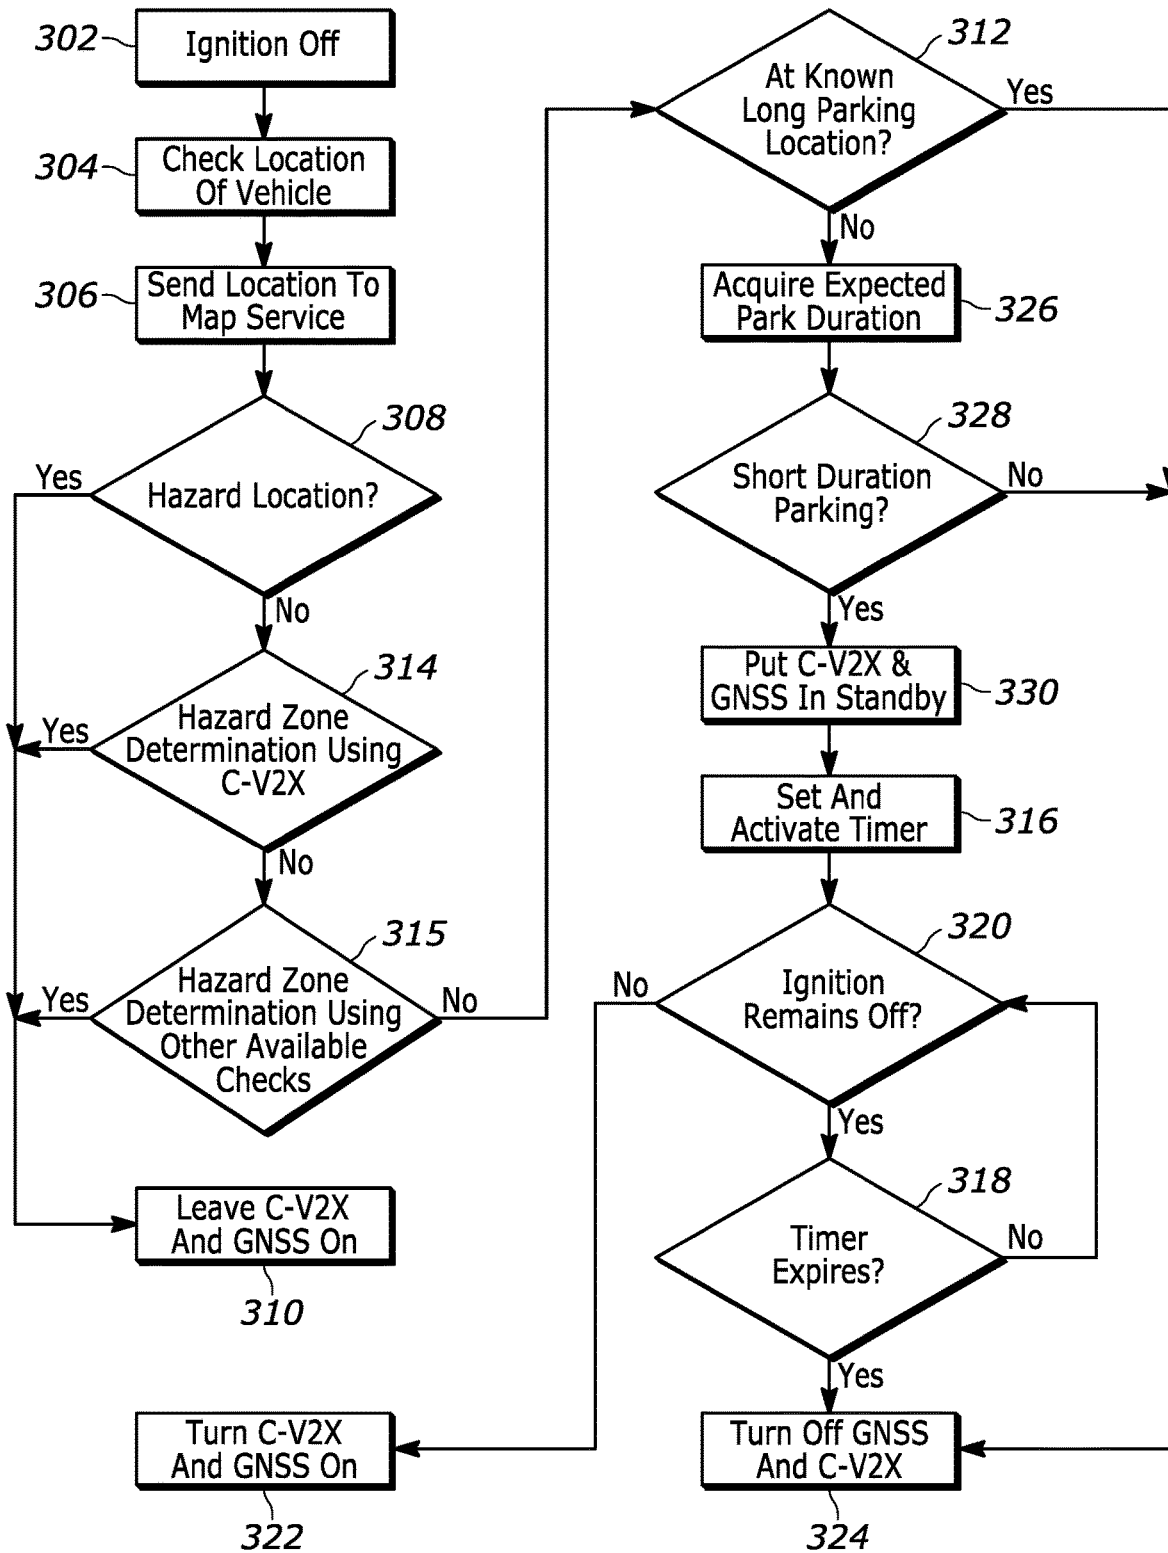 302
Ignition Off
304
Check Location
Of Vehicle
306
Send Location To
Map Service
308
Yes
Hazard Location?
No
314
Yes
Hazard Zone
Determination Using
C-V2X
No
315
Yes
Hazard Zone
Determination Using
Other Available
Checks
No
Leave C-V2X
And GNSS On
310
Turn C-V2X
And GNSS On
322
312
At Known
Long Parking
Location?
Yes
No
Acquire Expected
Park Duration
326
328
Short Duration
Parking?
No
Yes
Put C-V2X &
GNSS In Standby
330
Set And
Activate Timer
316
320
No
Ignition
Remains Off?
Yes
318
Timer
Expires?
No
Yes
Turn Off GNSS
And C-V2X
324